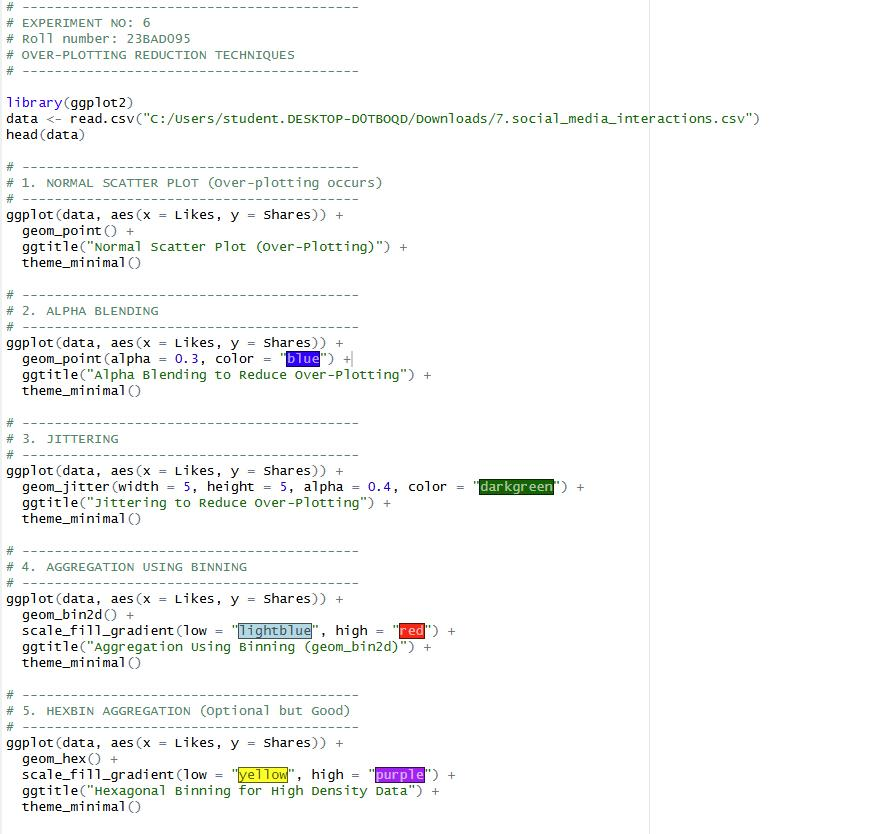 # ------------------------------------------
# EXPERIMENT NO: 6
# Roll number: 23BAD095
# OVER-PLOTTING REDUCTION TECHNIQUES
# ------------------------------------------
library(ggplot2)
data <- read.csv("C:/Users/student.DESKTOP-D0TBOQD/Downloads/7.social_media_interactions.csv")
head(data)
# ------------------------------------------
# 1. NORMAL SCATTER PLOT (Over-plotting occurs)
# ------------------------------------------
ggplot(data, aes(x = Likes, y = Shares)) +
  geom_point() +
  ggtitle("Normal Scatter Plot (Over-Plotting)") +
  theme_minimal()
# ------------------------------------------
# 2. ALPHA BLENDING
# ------------------------------------------
ggplot(data, aes(x = Likes, y = Shares)) +
  geom_point(alpha = 0.3, color = "blue") +
  ggtitle("Alpha Blending to Reduce Over-Plotting") +
  theme_minimal()
# ------------------------------------------
# 3. JITTERING
# ------------------------------------------
ggplot(data, aes(x = Likes, y = Shares)) +
  geom_jitter(width = 5, height = 5, alpha = 0.4, color = "darkgreen") +
  ggtitle("Jittering to Reduce Over-Plotting") +
  theme_minimal()
# ------------------------------------------
# 4. AGGREGATION USING BINNING
# ------------------------------------------
ggplot(data, aes(x = Likes, y = Shares)) +
  geom_bin2d() +
  scale_fill_gradient(low = "lightblue", high = "red") +
  ggtitle("Aggregation Using Binning (geom_bin2d)") +
  theme_minimal()
# ------------------------------------------
# 5. HEXBIN AGGREGATION (Optional but Good)
# ------------------------------------------
ggplot(data, aes(x = Likes, y = Shares)) +
  geom_hex() +
  scale_fill_gradient(low = "yellow", high = "purple") +
  ggtitle("Hexagonal Binning for High Density Data") +
  theme_minimal()